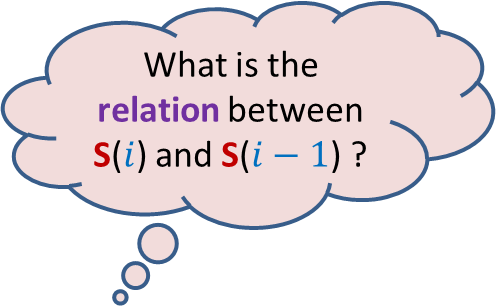 What is the
relation between
S(i) and S(i − 1) ?